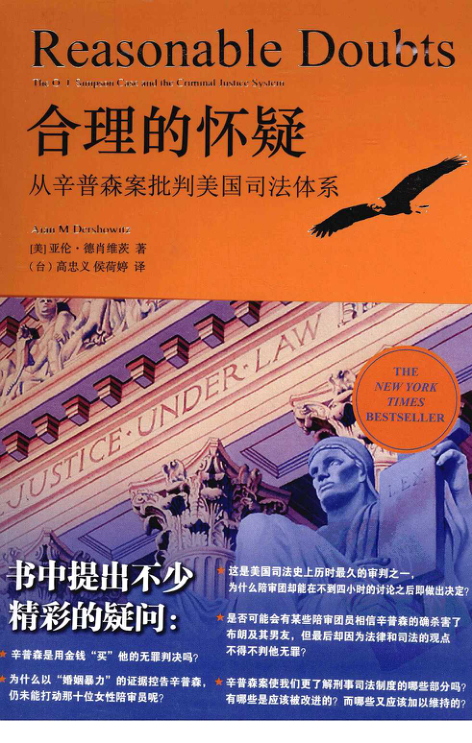 Reasonable Doubts
The O. J. Simpson Case and the Criminal Justice System
合理的怀疑
从辛普森案批判美国司法体系
Alan M Dershowitz
[美] 亚伦·德肖维茨 著
(台) 高忠义 侯荷婷 译
THE
NEW YORK
TIMES
BESTSELLER
JUSTICE·UNDER·LAW
LEX
书中提出不少
精彩的疑问:
★ 辛普森是用金钱“买”他的无罪判决吗?
★ 为什么以“婚姻暴力”的证据控告辛普森,
仍未能打动那十位女性陪审员呢?
★ 这是美国司法史上历时最久的审判之一,
为什么陪审团却能在不到四小时的讨论之后即做出决定?
★ 是否可能会有某些陪审团员相信辛普森的确杀害了
布朗及其男友,但最后却因为法律和司法的观点
不得不判他无罪?
★ 辛普森案使我们更了解刑事司法制度的哪些部分吗?
有哪些是应该被改进的? 而哪些又应该加以维持的?